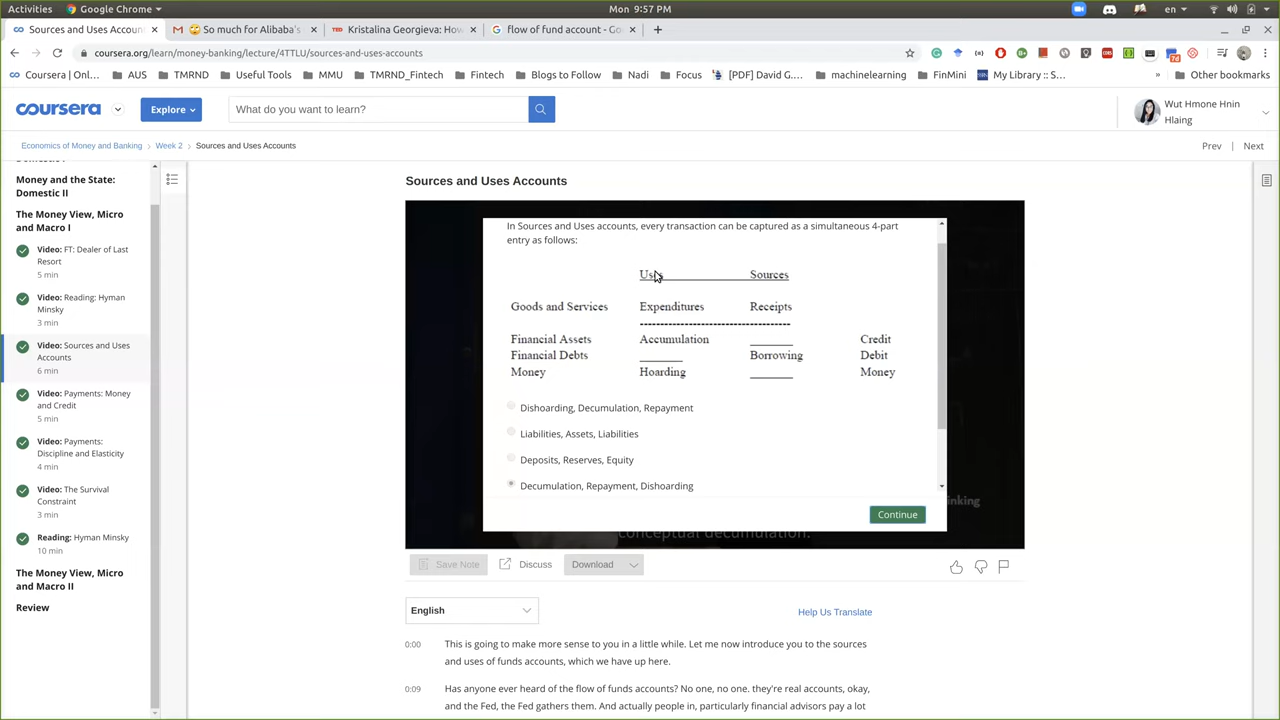 Activities
Google Chrome
Mon 9:57 PM
en
Sources and Uses Accoun
So much for Alibaba's
TED Kristalina Georgieva: How
flow of fund account - Go
coursera.org/learn/money-banking/lecture/4TTLU/sources-and-uses-accounts
Coursera | Onl...
AUS
TMRND
Useful Tools
MMU
TMRND_Fintech
Fintech
Blogs to Follow
Nadi
Focus
[PDF] David G....
machinelearning
FinMini
My Library :: S...
»
Other bookmarks
coursera
Explore
What do you want to learn?
Wut Hmone Hnin
Hlaing
Economics of Money and Banking > Week 2 > Sources and Uses Accounts
Prev | Next
Money and the State:
Domestic II
The Money View, Micro
and Macro I
Video: FT: Dealer of Last
Resort
5 min
Video: Reading: Hyman
Minsky
3 min
Video: Sources and Uses
Accounts
6 min
Video: Payments: Money
and Credit
5 min
Video: Payments:
Discipline and Elasticity
4 min
Video: The Survival
Constraint
3 min
Reading: Hyman Minsky
10 min
The Money View, Micro
and Macro II
Review
Sources and Uses Accounts
In Sources and Uses accounts, every transaction can be captured as a simultaneous 4-part
entry as follows:
Uses Sources
Goods and Services Expenditures Receipts
Financial Assets Accumulation ______ Credit
Financial Debts ______ Borrowing Debit
Money Hoarding ______ Money
Dishoarding, Decumulation, Repayment
Liabilities, Assets, Liabilities
Deposits, Reserves, Equity
Decumulation, Repayment, Dishoarding
Continue
conceptual decumulation.
Save Note
Discuss
Download
English
Help Us Translate
0:00 This is going to make more sense to you in a little while. Let me now introduce you to the sources
and uses of funds accounts, which we have up here.
0:09 Has anyone ever heard of the flow of funds accounts? No one, no one. they're real accounts, okay,
and the Fed, the Fed gathers them. And actually people in, particularly financial advisors pay a lot